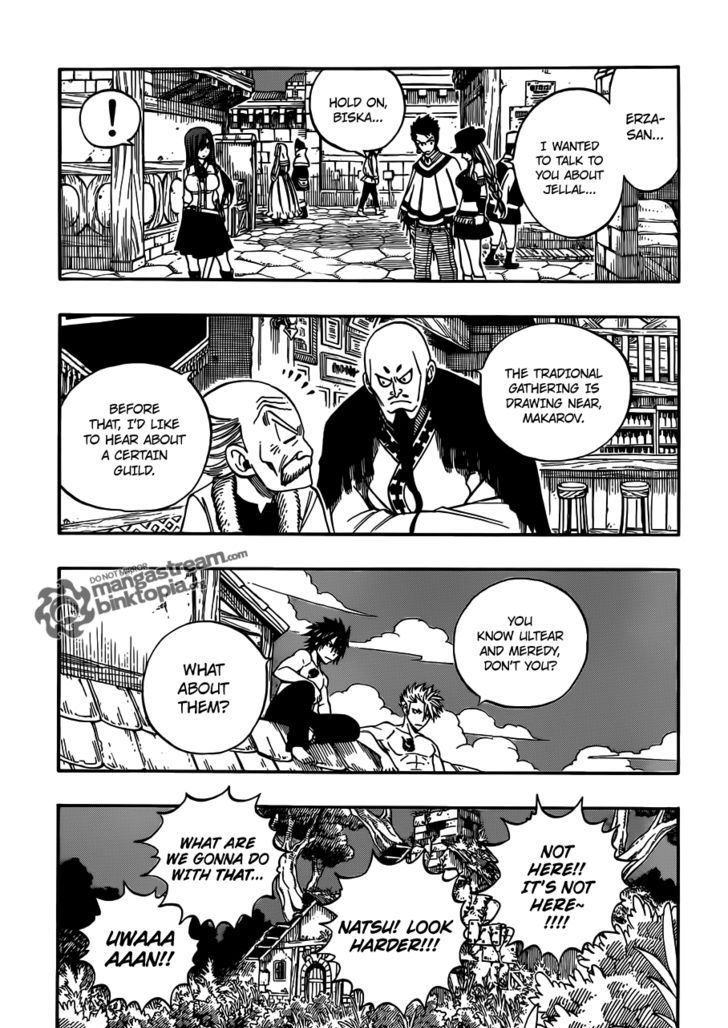 ERZA-
SAN...
I WANTED
TO TALK TO
YOU ABOUT
JELLAL...
HOLD ON,
BISKA...
!
THE TRADIONAL
GATHERING IS
DRAWING NEAR,
MAKAROV.
BEFORE
THAT, I'D LIKE
TO HEAR ABOUT
A CERTAIN
GUILD.
DO NOT MIRROR
mangastream.com
binktopia.org
YOU
KNOW ULTEAR
AND MEREDY,
DON'T YOU?
WHAT
ABOUT
THEM?
NOT
HERE!!
IT'S NOT
HERE~
!!!!
NATSU! LOOK
HARDER!!!
WHAT ARE
WE GONNA DO
WITH THAT...
UWAAA
AAAN!!